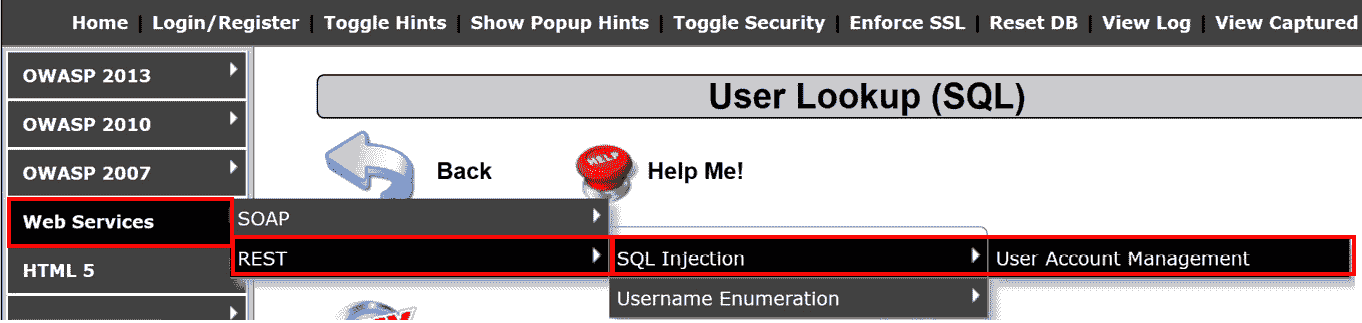 Home | Login/Register | Toggle Hints | Show Popup Hints | Toggle Security | Enforce SSL | Reset DB | View Log | View Captured
OWASP 2013
User Lookup (SQL)
OWASP 2010
OWASP 2007
Back
HELP
Help Me!
Web Services
SOAP
REST
SQL Injection
User Account Management
HTML 5
Username Enumeration